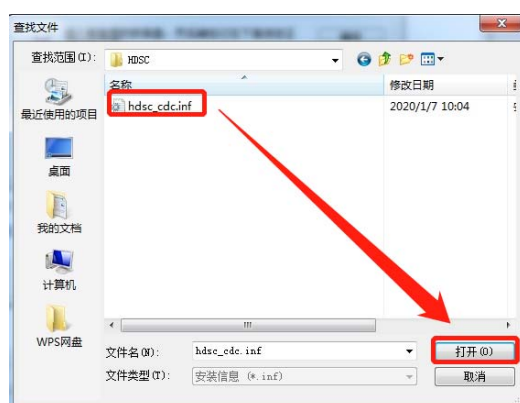 查找文件
查找范围(I):
HDSC
名称
修改日期
hdsc_cdc.inf
2020/1/7 10:04
最近使用的项目
桌面
我的文档
计算机
WPS网盘
文件名(N):
hdsc_cdc.inf
打开(O)
文件类型(T):
安装信息 (*.inf)
取消